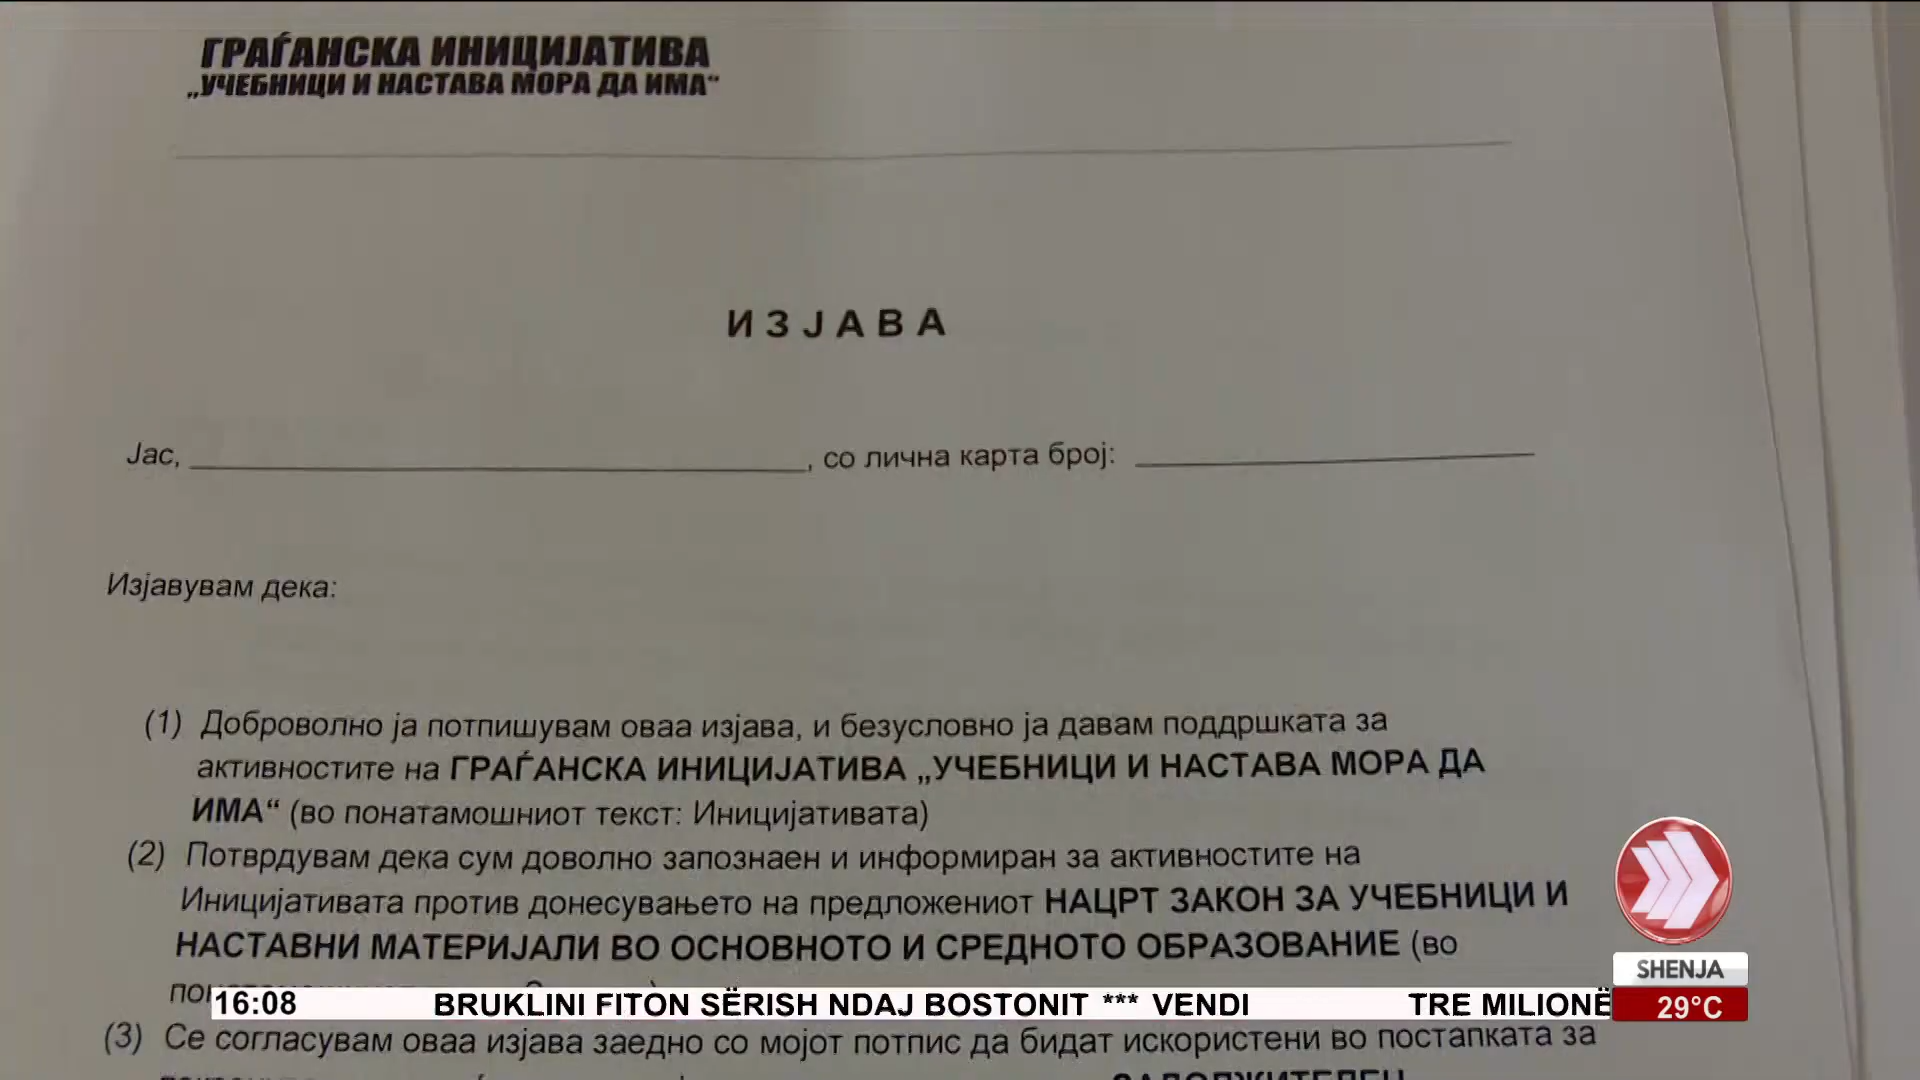 ГРАЃАНСКА ИНИЦИЈАТИВА
„УЧЕБНИЦИ И НАСТАВА МОРА ДА ИМА“
ИЗЈАВА
Јас, ________________, со лична карта број: ________________
Изјавувам дека:
(1) Доброволно ја потпишувам оваа изјава, и безусловно ја давам поддршката за
активностите на ГРАЃАНСКА ИНИЦИЈАТИВА „УЧЕБНИЦИ И НАСТАВА МОРА ДА
ИМА“ (во понатамошниот текст: Иницијативата)
(2) Потврдувам дека сум доволно запознаен и информиран за активностите на
Иницијативата против донесувањето на предложениот НАЦРТ ЗАКОН ЗА УЧЕБНИЦИ И
НАСТАВНИ МАТЕРИЈАЛИ ВО ОСНОВНОТО И СРЕДНОТО ОБРАЗОВАНИЕ (во
SHENJA
16:08 BRUKLINI FITON SËRISH NDAJ BOSTONIT *** VENDI TRE MILIONË
29°C
(3) Се согласувам оваа изјава заедно со мојот потпис да бидат искористени во постапката за